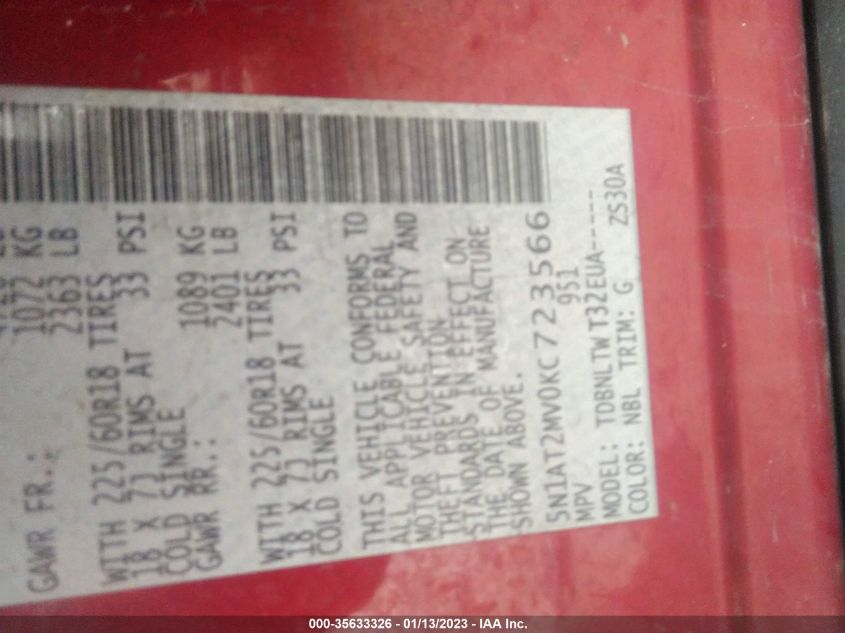 1072 KG
2363 LB
GAWR FR.:
WITH 225/60R18 TIRES
18 X 7J RIMS AT 33 PSI
COLD SINGLE
GAWR RR.: 1089 KG
2401 LB
WITH 225/60R18 TIRES
18 X 7J RIMS AT 33 PSI
COLD SINGLE
THIS VEHICLE CONFORMS TO
ALL APPLICABLE FEDERAL
MOTOR VEHICLE SAFETY AND
THEFT PREVENTION
STANDARDS IN EFFECT ON
THE DATE OF MANUFACTURE
SHOWN ABOVE.
5N1AT2MV0KC723566
MPV 951
MODEL: TDBNLTWT32EUA-----
COLOR: NBL TRIM: G ZS30A
000-35633326 - 01/13/2023 - IAA Inc.